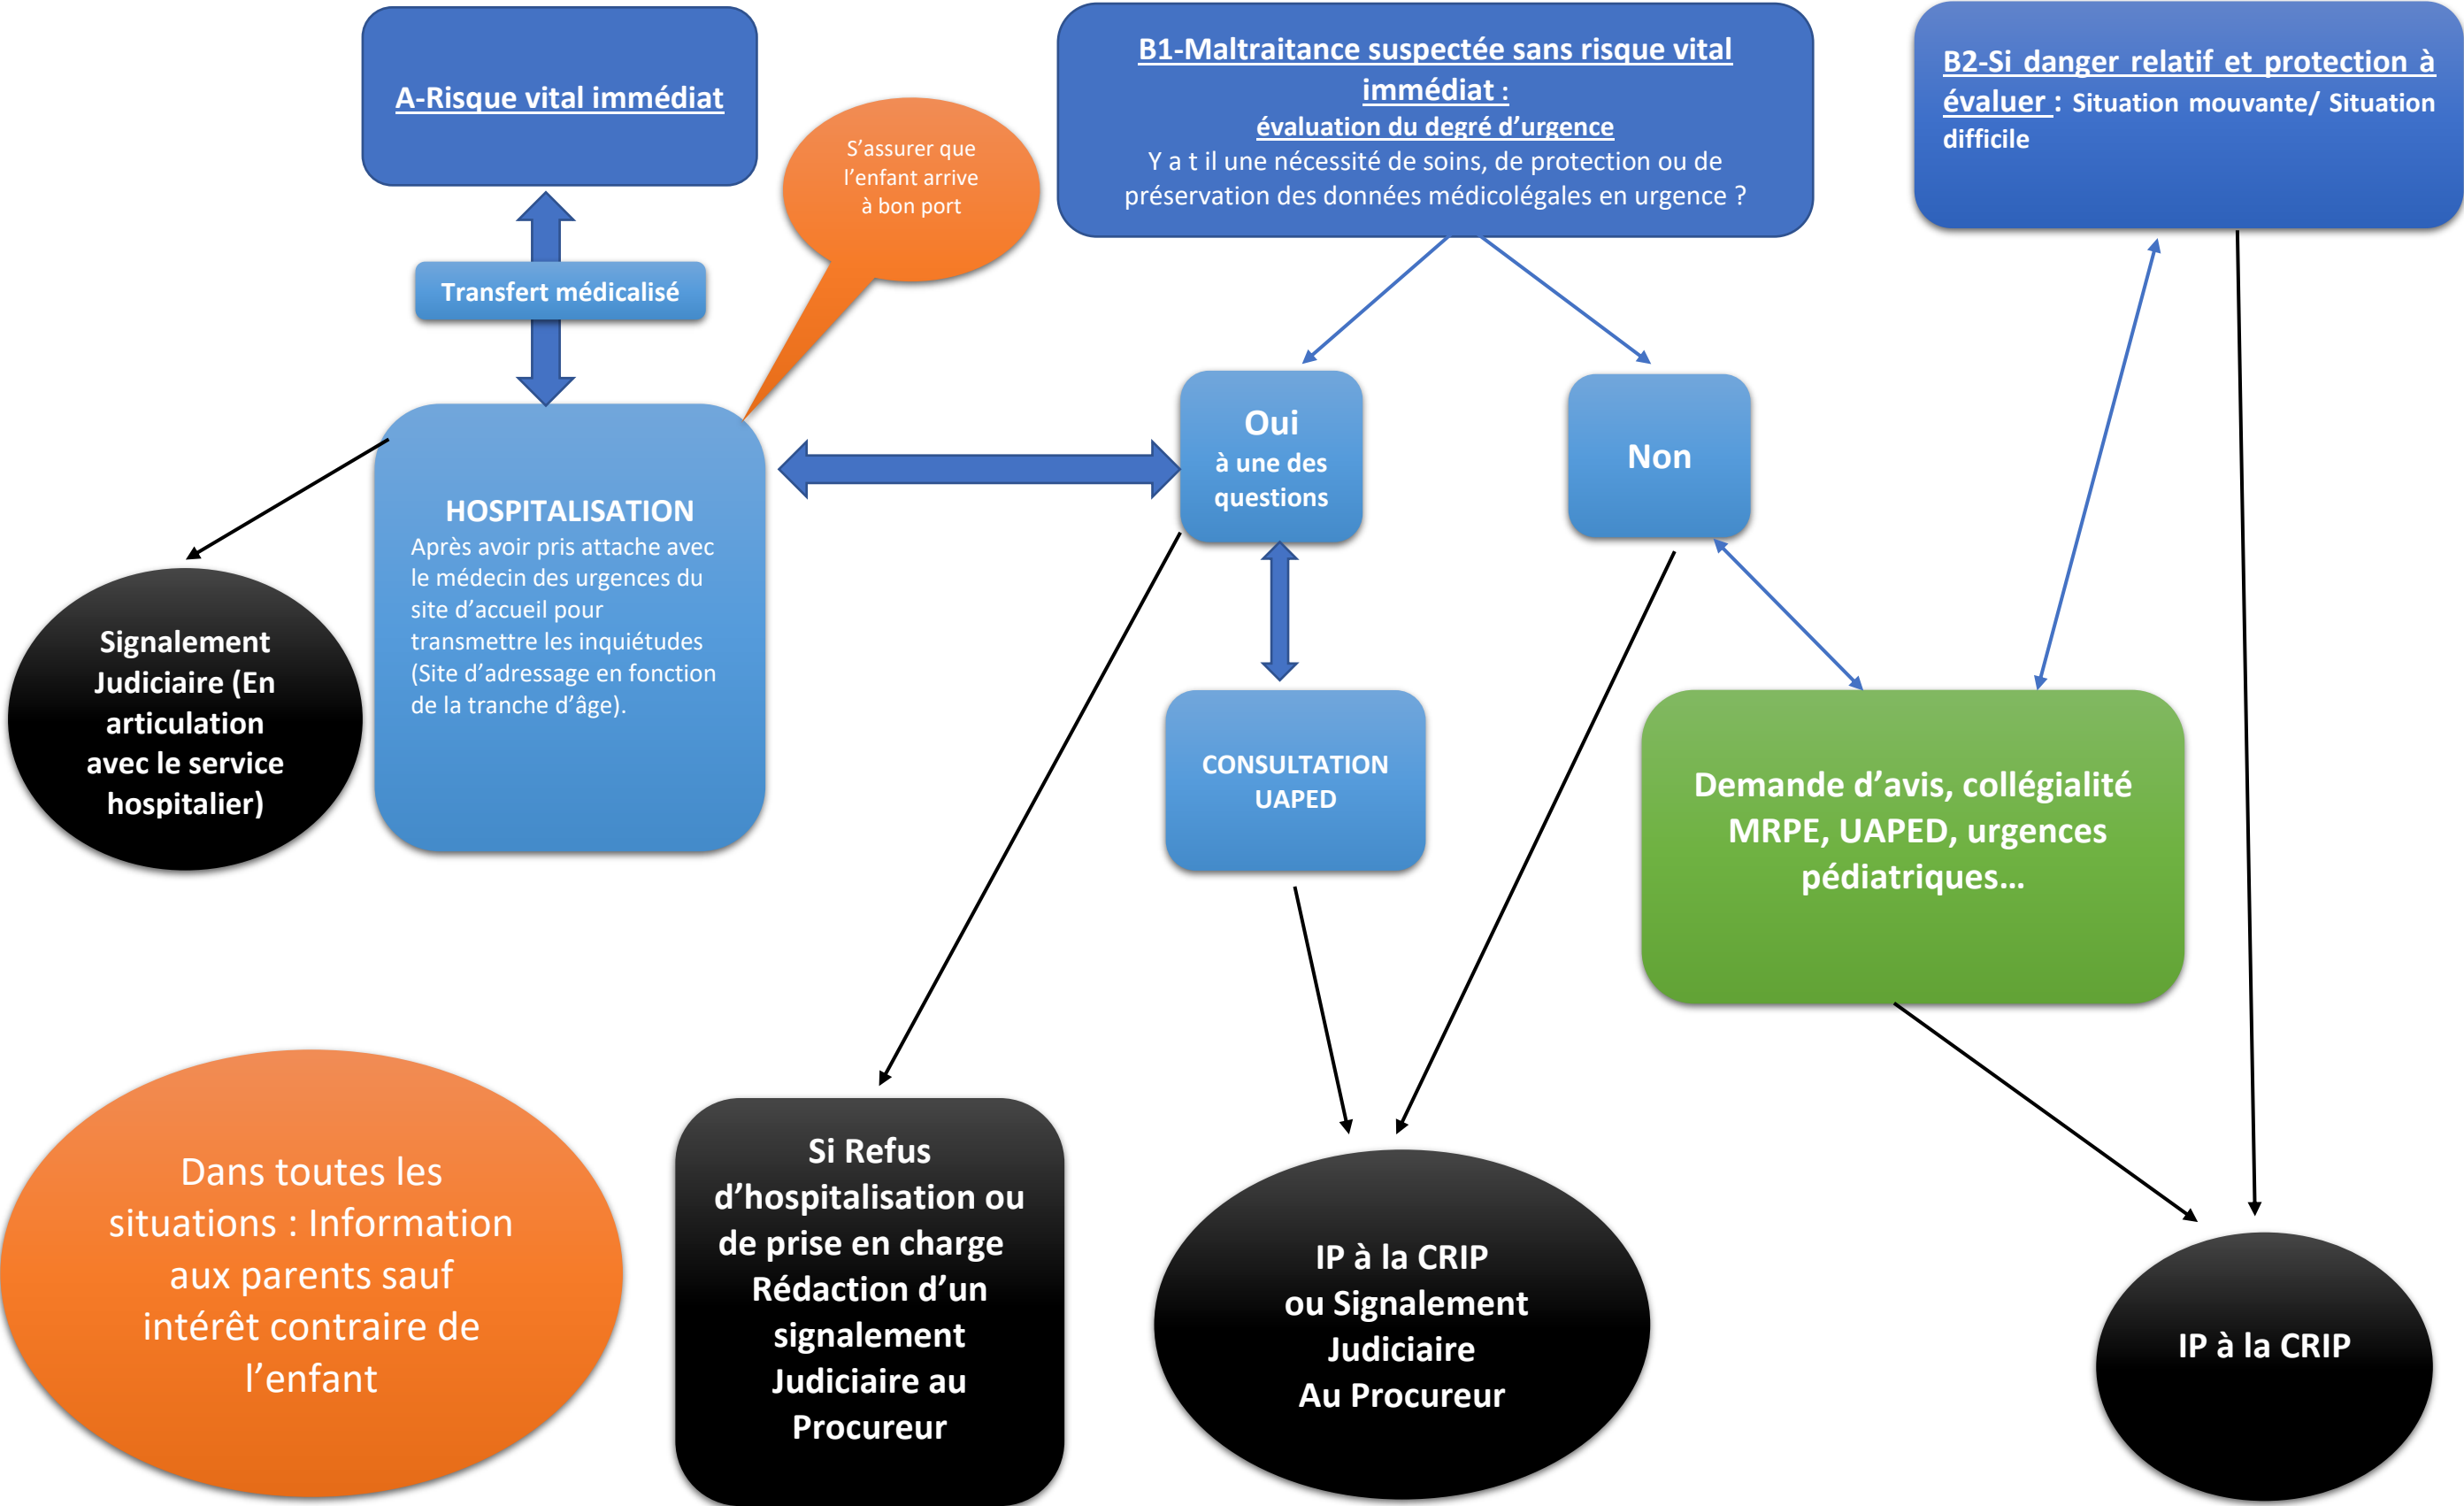 A-Risque vital immédiat
B1-Maltraitance suspectée sans risque vital
immédiat :
évaluation du degré d’urgence
Y a t il une nécessité de soins, de protection ou de
préservation des données médicolégales en urgence ?
B2-Si danger relatif et protection à
évaluer : Situation mouvante/ Situation
difficile
S’assurer que
l’enfant arrive
à bon port
Transfert médicalisé
Oui
à une des
questions
Non
HOSPITALISATION
Après avoir pris attache avec
le médecin des urgences du
site d’accueil pour
transmettre les inquiétudes
(Site d’adressage en fonction
de la tranche d’âge).
Signalement
Judiciaire (En
articulation
avec le service
hospitalier)
CONSULTATION
UAPED
Demande d’avis, collégialité
MRPE, UAPED, urgences
pédiatriques…
Dans toutes les
situations : Information
aux parents sauf
intérêt contraire de
l’enfant
Si Refus
d’hospitalisation ou
de prise en charge
Rédaction d’un
signalement
Judiciaire au
Procureur
IP à la CRIP
ou Signalement
Judiciaire
Au Procureur
IP à la CRIP